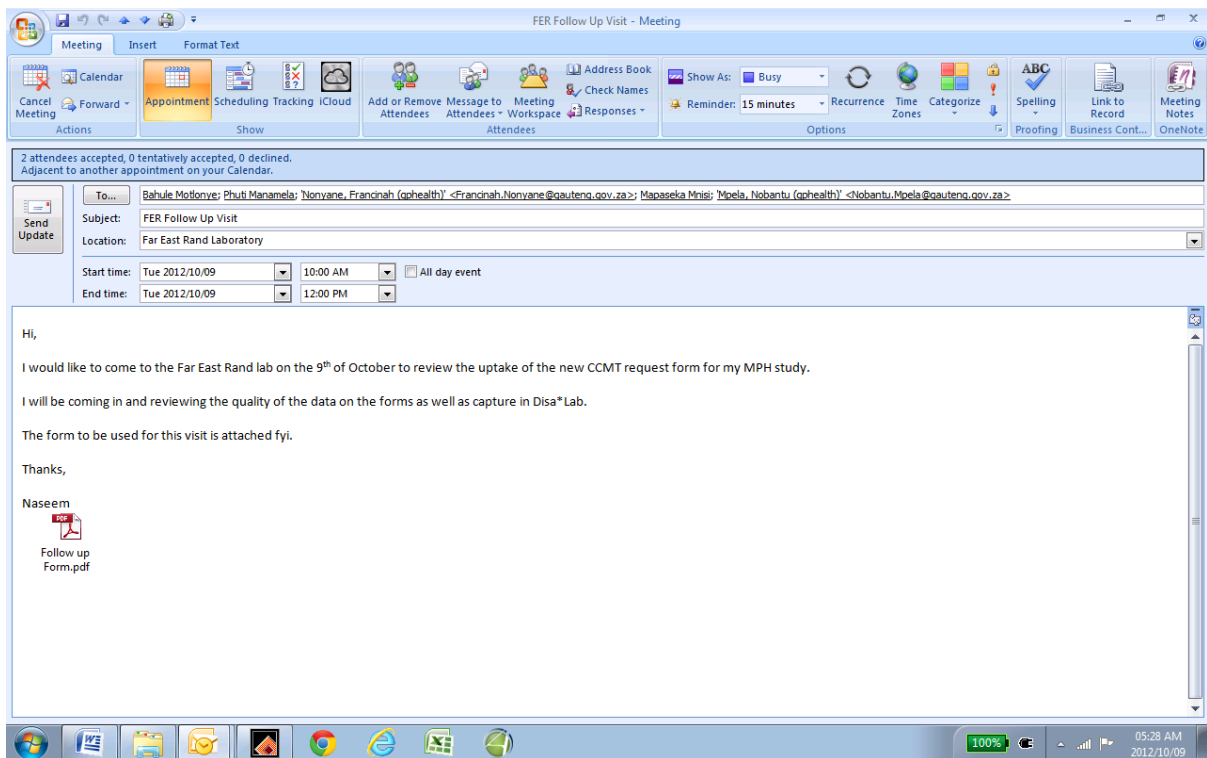 FER Follow Up Visit - Meeting
Meeting Insert Format Text
Calendar
Forward
Cancel Meeting
Actions
Appointment Scheduling Tracking iCloud
Show
Add or Remove Attendees
Message to Attendees
Meeting Workspace
Address Book
Check Names
Responses
Attendees
Show As: Busy
Reminder: 15 minutes
Recurrence
Time Zones
Categorize
Options
ABC
Spelling
Proofing
Link to Record
Business Cont...
Meeting Notes
OneNote
2 attendees accepted, 0 tentatively accepted, 0 declined.
Adjacent to another appointment on your Calendar.
Send Update
To... Bahule Motlonye; Phuti Manamela; 'Nonyane, Francinah (gphealth)' <Francinah.Nonyane@gauteng.gov.za>; Mapaseka Mnisi; 'Mpela, Nobantu (gphealth)' <Nobantu.Mpela@gauteng.gov.za>
Subject: FER Follow Up Visit
Location: Far East Rand Laboratory
Start time: Tue 2012/10/09 10:00 AM All day event
End time: Tue 2012/10/09 12:00 PM
Hi,
I would like to come to the Far East Rand lab on the 9th of October to review the uptake of the new CCMT request form for my MPH study.
I will be coming in and reviewing the quality of the data on the forms as well as capture in Disa*Lab.
The form to be used for this visit is attached fyi.
Thanks,
Naseem
PDF
Follow up
Form.pdf
100%
05:28 AM
2012/10/09